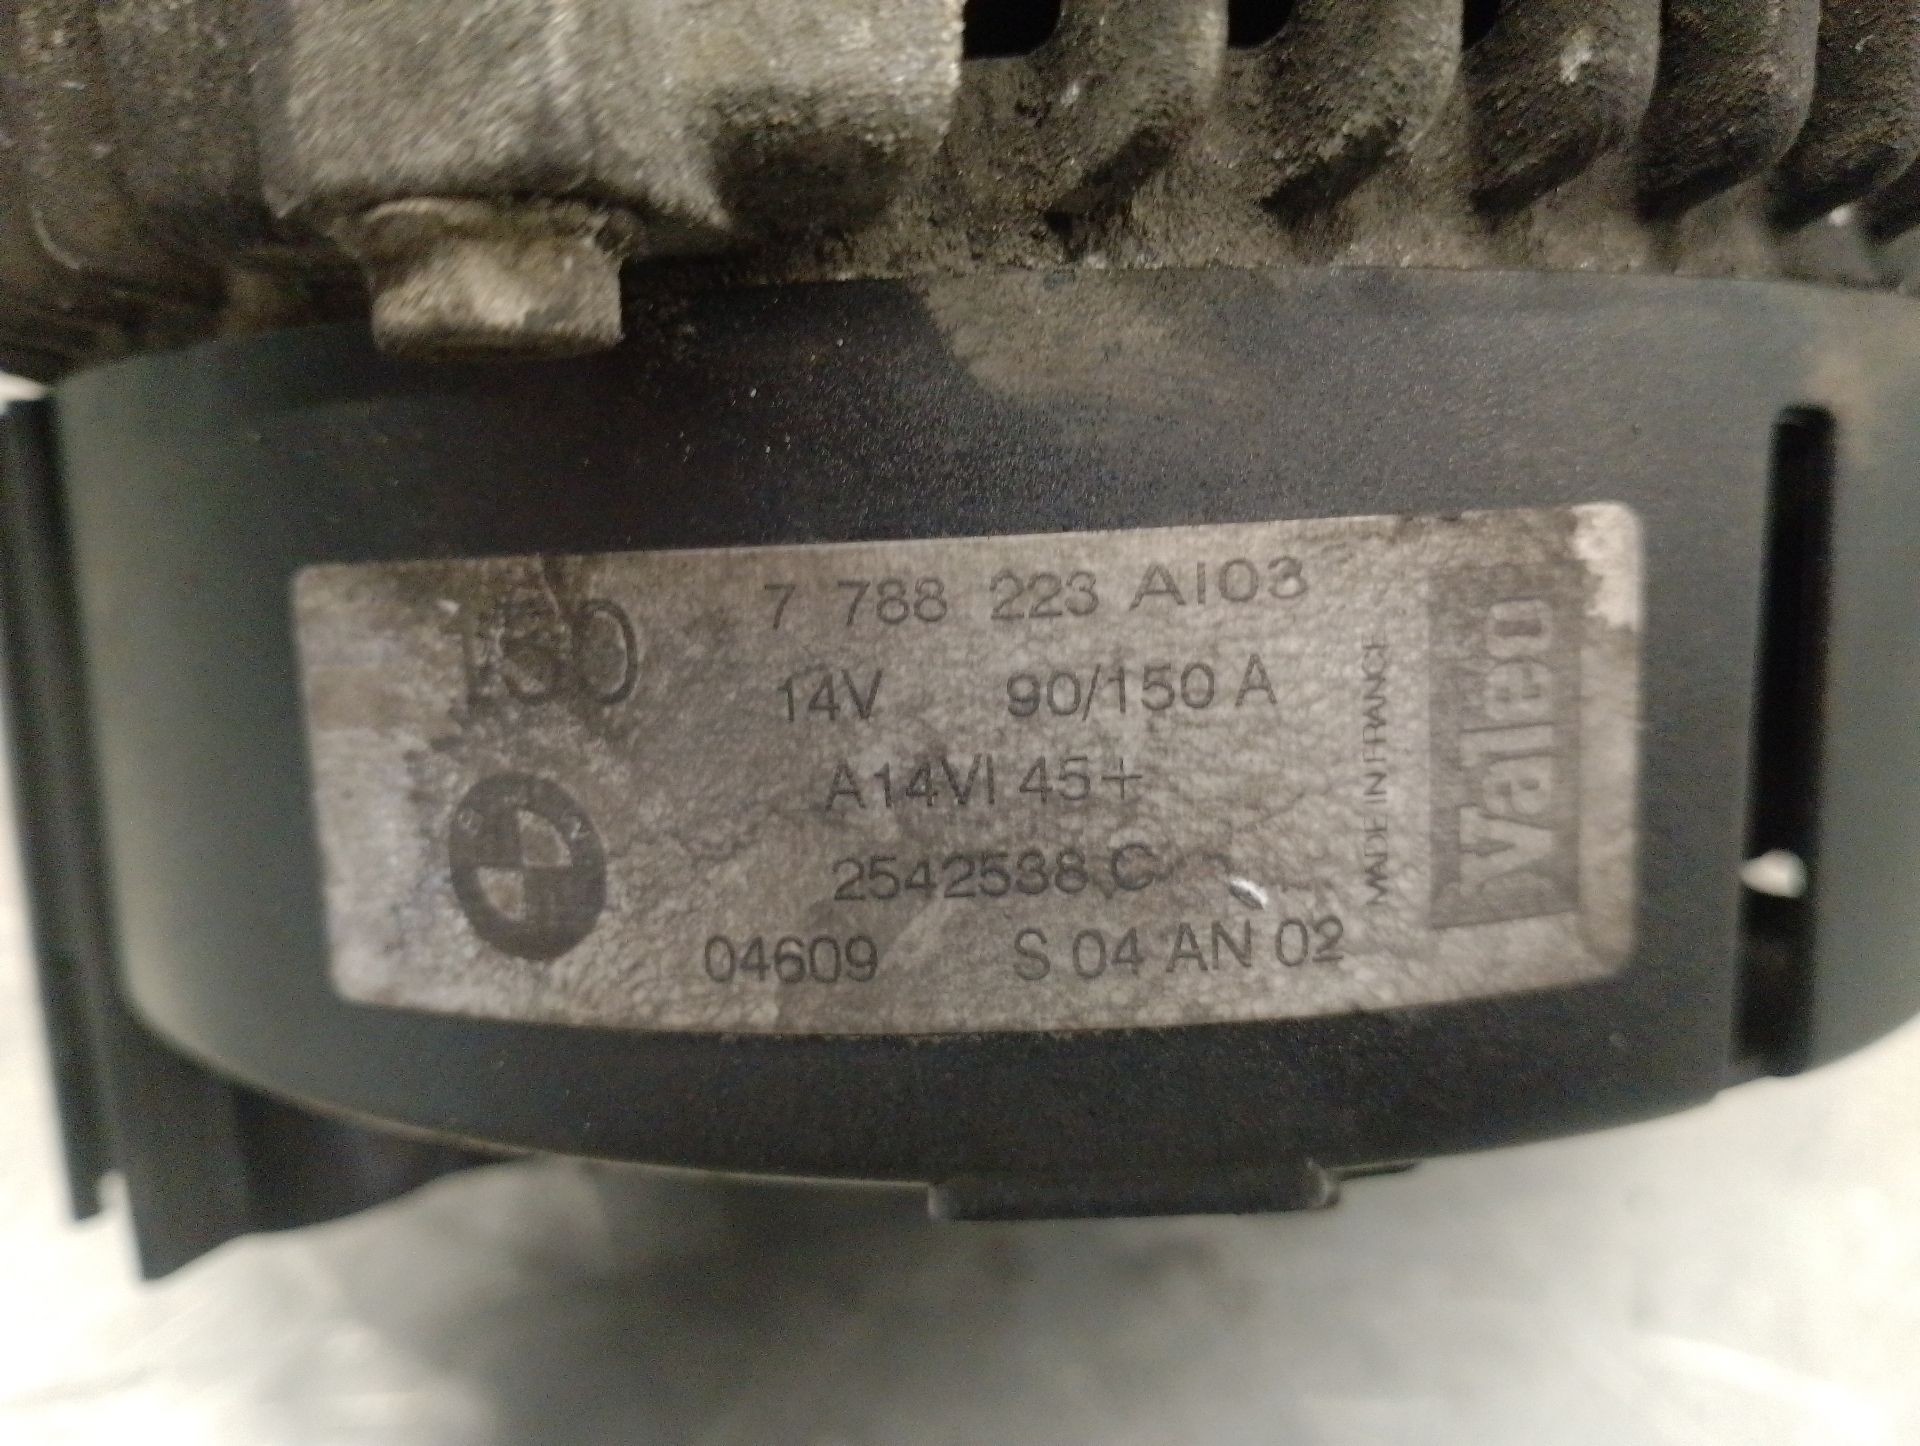 150
7 788 223 AI03
14V 90/150 A
A14VI 45+
2542538 C
04609 S 04 AN 02
MADE IN FRANCE
Valeo